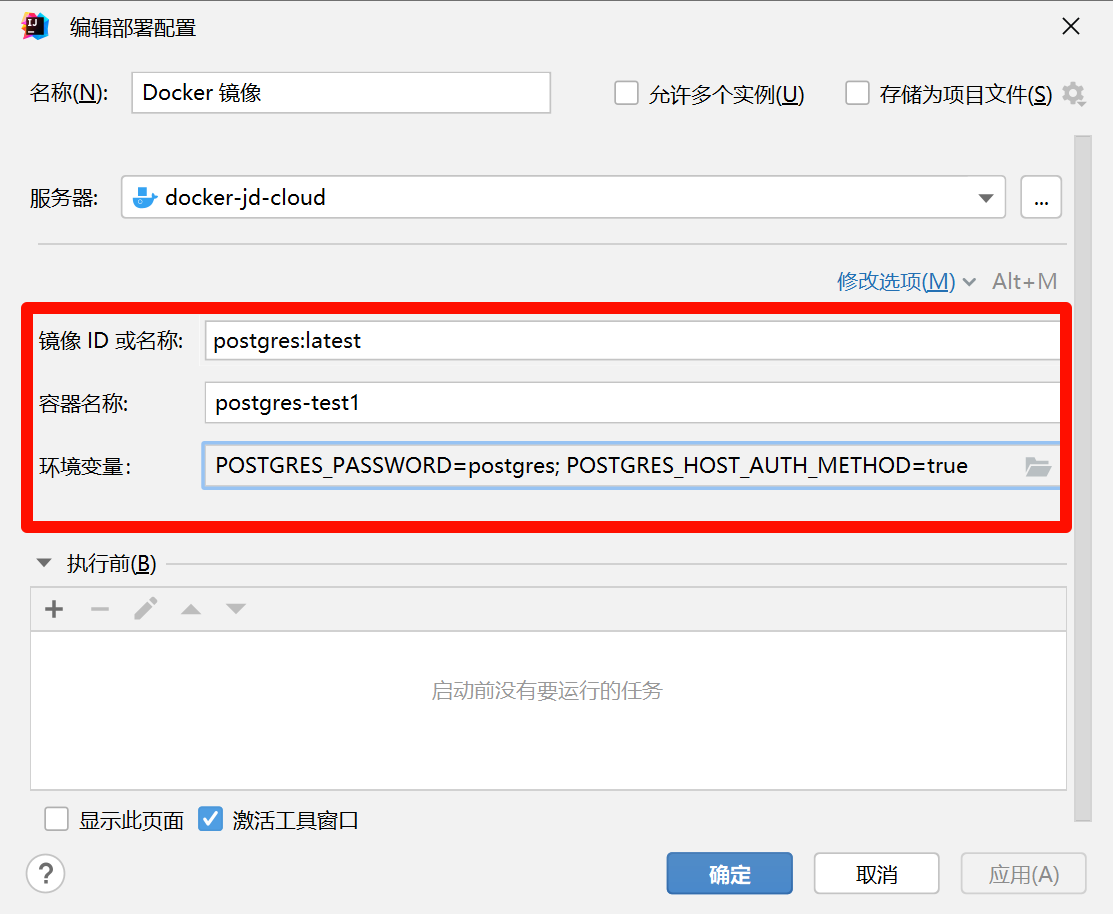 编辑部署配置
名称(N): Docker 镜像 允许多个实例(U) 存储为项目文件(S)
服务器: docker-jd-cloud ...
修改选项(M) Alt+M
镜像 ID 或名称: postgres:latest
容器名称: postgres-test1
环境变量: POSTGRES_PASSWORD=postgres; POSTGRES_HOST_AUTH_METHOD=true
执行前(B)
启动前没有要运行的任务
显示此页面 激活工具窗口
? 确定 取消 应用(A)